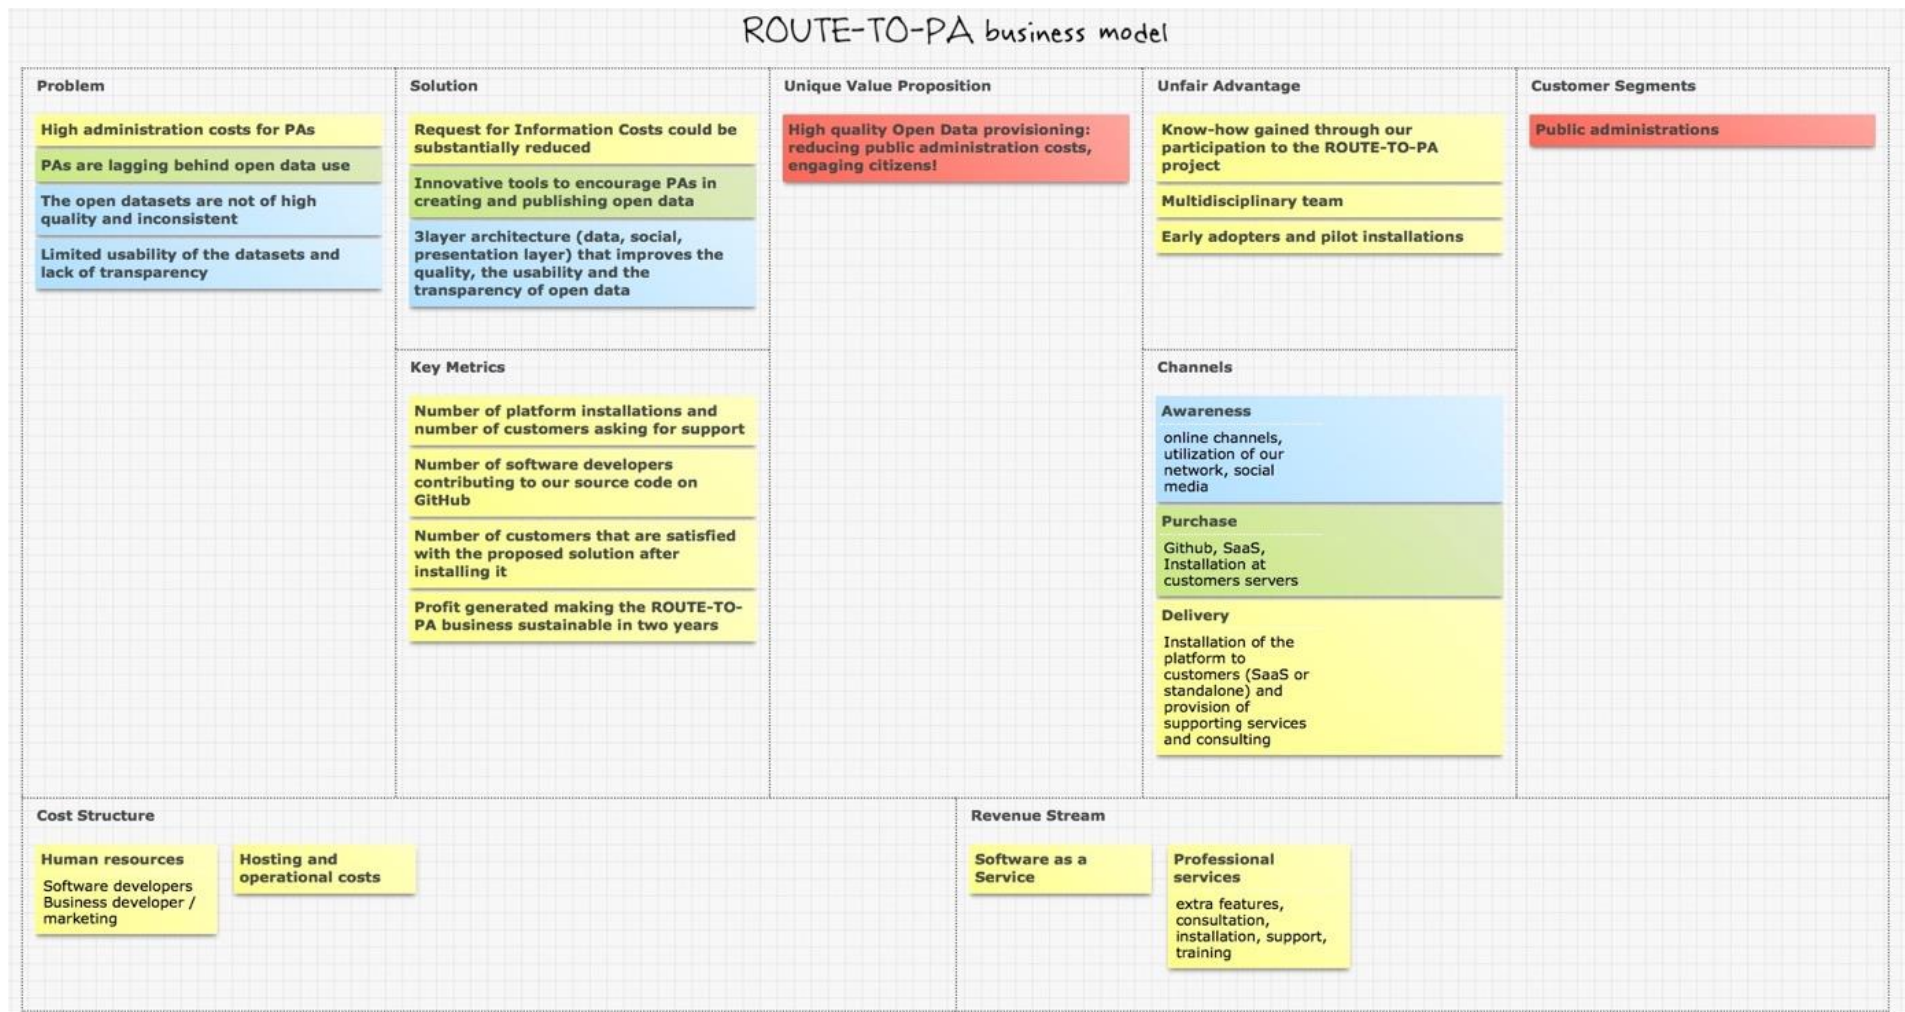 ROUTE-TO-PA business model
Problem
High administration costs for PAs
PAs are lagging behind open data use
The open datasets are not of high
quality and inconsistent
Limited usability of the datasets and
lack of transparency
Solution
Request for Information Costs could be
substantially reduced
Innovative tools to encourage PAs in
creating and publishing open data
3layer architecture (data, social,
presentation layer) that improves the
quality, the usability and the
transparency of open data
Key Metrics
Number of platform installations and
number of customers asking for support
Number of software developers
contributing to our source code on
GitHub
Number of customers that are satisfied
with the proposed solution after
installing it
Profit generated making the ROUTE-TO-
PA business sustainable in two years
Unique Value Proposition
High quality Open Data provisioning:
reducing public administration costs,
engaging citizens!
Unfair Advantage
Know-how gained through our
participation to the ROUTE-TO-PA
project
Multidisciplinary team
Early adopters and pilot installations
Channels
Awareness
online channels,
utilization of our
network, social
media
Purchase
Github, SaaS,
Installation at
customers servers
Delivery
Installation of the
platform to
customers (SaaS or
standalone) and
provision of
supporting services
and consulting
Customer Segments
Public administrations
Cost Structure
Human resources
Software developers
Business developer /
marketing
Hosting and
operational costs
Revenue Stream
Software as a
Service
Professional
services
extra features,
consultation,
installation, support,
training